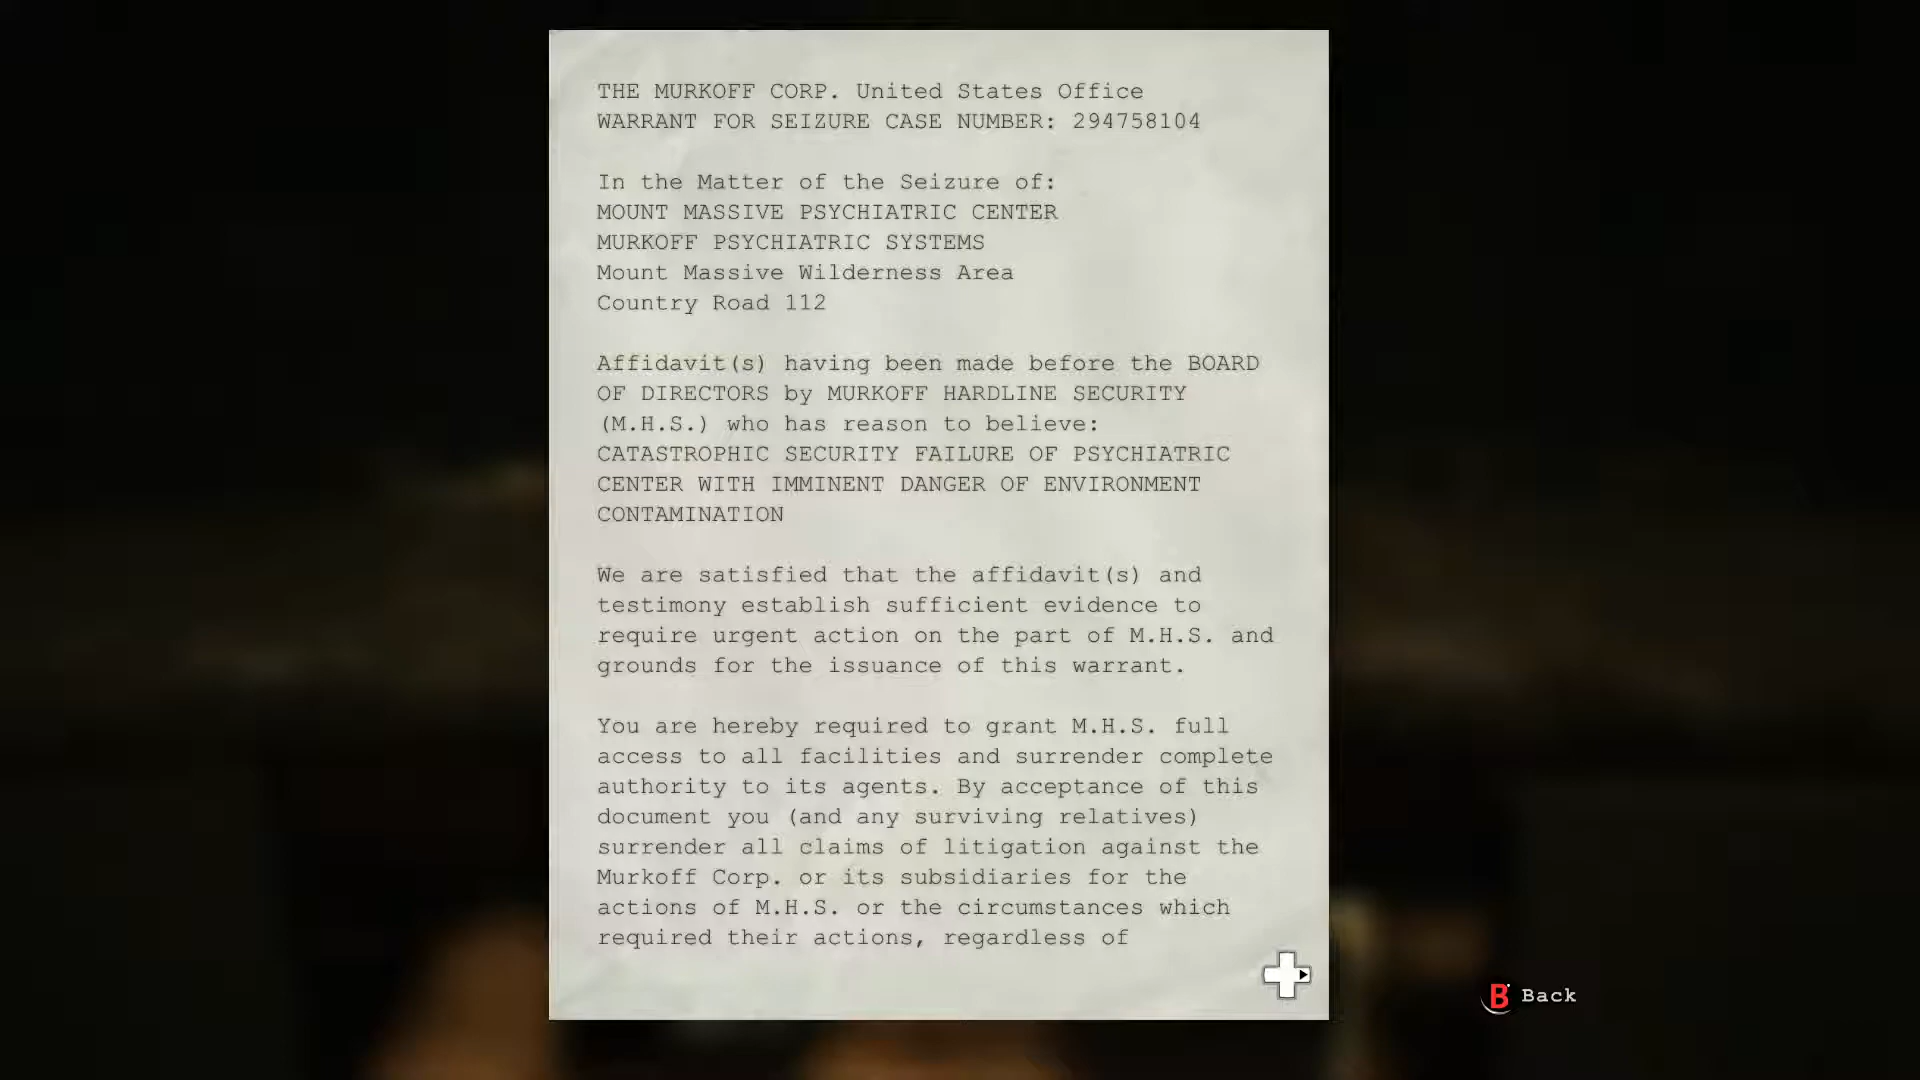 THE MURKOFF CORP. United States Office
WARRANT FOR SEIZURE CASE NUMBER: 294758104
In the Matter of the Seizure of:
MOUNT MASSIVE PSYCHIATRIC CENTER
MURKOFF PSYCHIATRIC SYSTEMS
Mount Massive Wilderness Area
Country Road 112
Affidavit(s) having been made before the BOARD
OF DIRECTORS by MURKOFF HARDLINE SECURITY
(M.H.S.) who has reason to believe:
CATASTROPHIC SECURITY FAILURE OF PSYCHIATRIC
CENTER WITH IMMINENT DANGER OF ENVIRONMENT
CONTAMINATION
We are satisfied that the affidavit(s) and
testimony establish sufficient evidence to
require urgent action on the part of M.H.S. and
grounds for the issuance of this warrant.
You are hereby required to grant M.H.S. full
access to all facilities and surrender complete
authority to its agents. By acceptance of this
document you (and any surviving relatives)
surrender all claims of litigation against the
Murkoff Corp. or its subsidiaries for the
actions of M.H.S. or the circumstances which
required their actions, regardless of
B Back